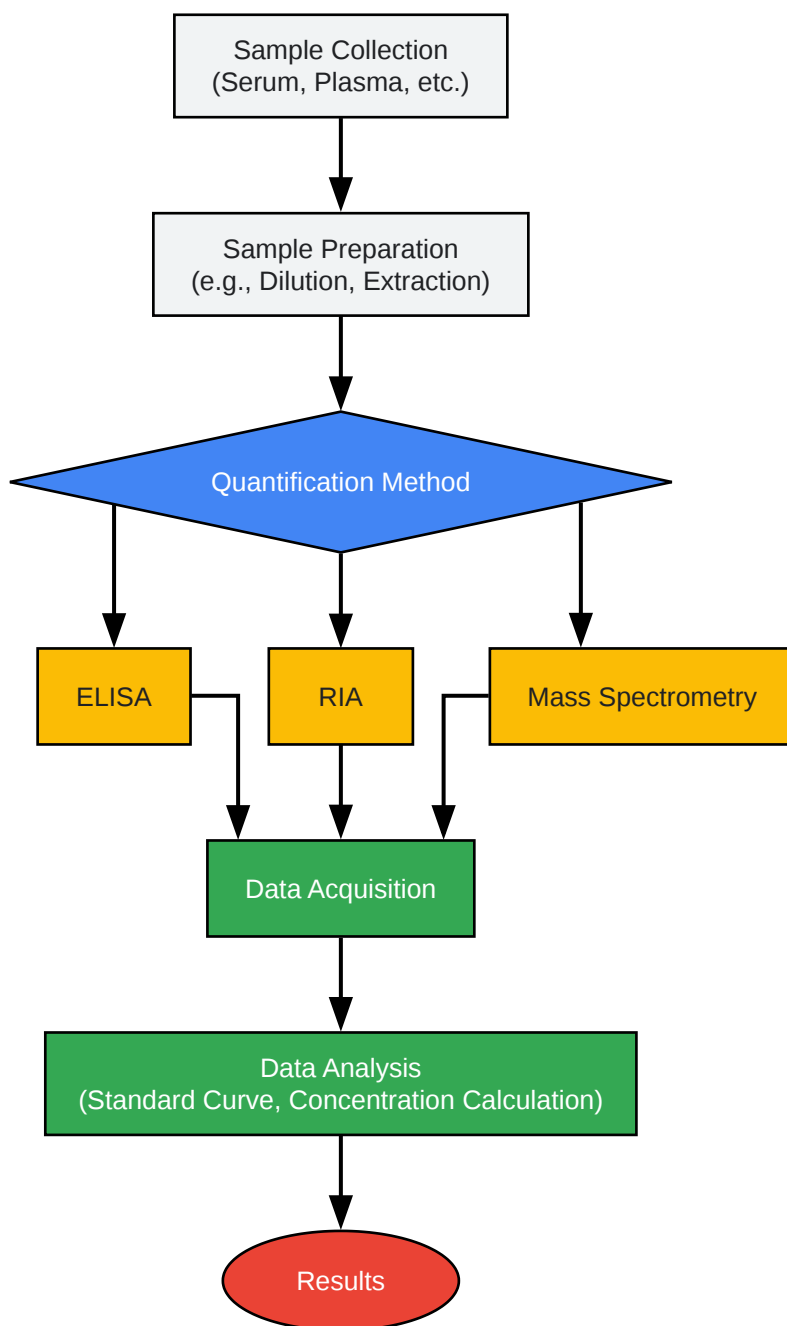 Sample Collection
(Serum, Plasma, etc.)
Sample Preparation
(e.g., Dilution, Extraction)
Quantification Method
ELISA
RIA
Mass Spectrometry
Data Acquisition
Data Analysis
(Standard Curve, Concentration Calculation)
Results